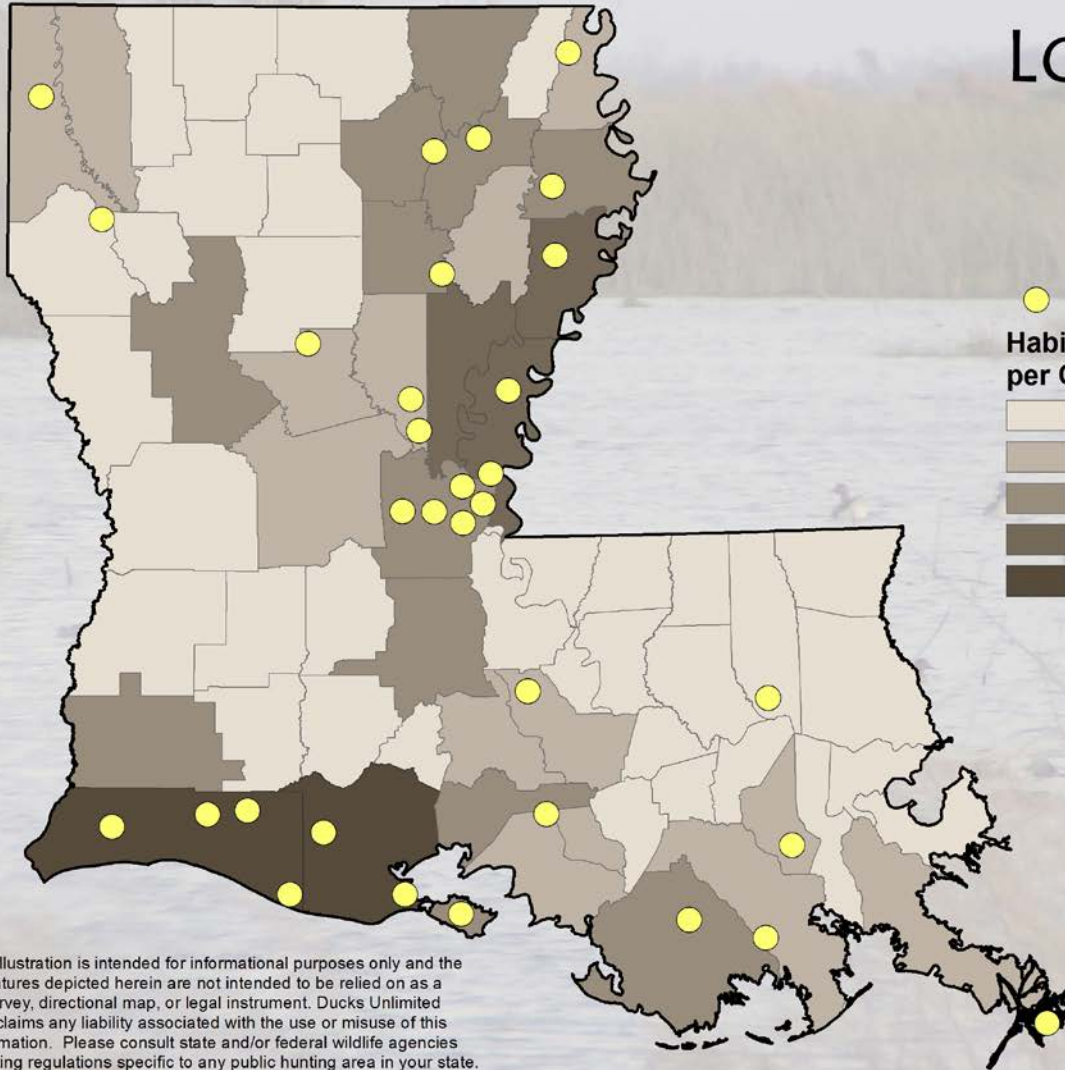 Lo
Habi
per C
llustration is intended for informational purposes only and the
atures depicted herein are not intended to be relied on as a
rvey, directional map, or legal instrument. Ducks Unlimited
claims any liability associated with the use or misuse of this
mation. Please consult state and/or federal wildlife agencies
ing regulations specific to any public hunting area in your state.